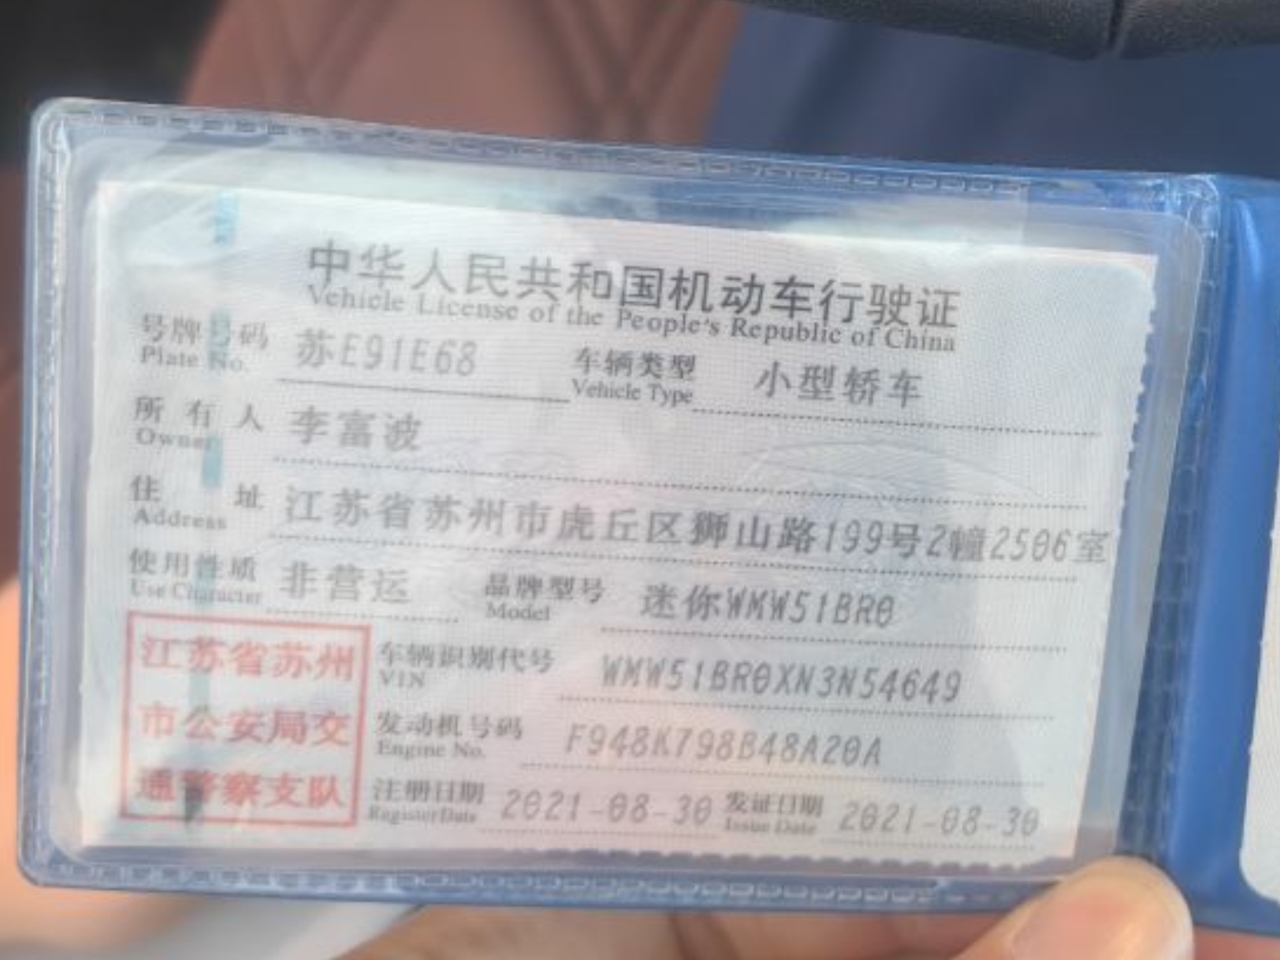 中华人民共和国机动车行驶证
Vehicle License of the People's Republic of China
号牌号码 苏E91E68 车辆类型 小型轿车
Plate No. Vehicle Type
所有人 李富波
Owner
住址 江苏省苏州市虎丘区狮山路199号2幢2506室
Address
使用性质 非营运 品牌型号 迷你WMW51BR0
Use Character Model
江苏省苏州 车辆识别代号 WMW51BR0XN3N54649
VIN
市公安局交 发动机号码 F948K798B48A20A
Engine No.
通警察支队 注册日期 2021-08-30 发证日期 2021-08-30
Register Date Issue Date